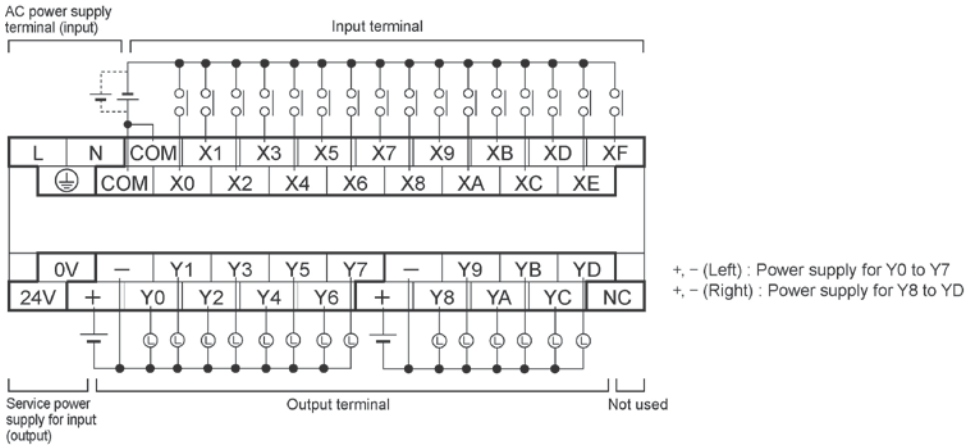 AC power supply
terminal (input)
Input terminal
L N COM X1 X3 X5 X7 X9 XB XD XF
COM X0 X2 X4 X6 X8 XA XC XE
0V − Y1 Y3 Y5 Y7 − Y9 YB YD
24V + Y0 Y2 Y4 Y6 + Y8 YA YC NC
+, − (Left) : Power supply for Y0 to Y7
+, − (Right) : Power supply for Y8 to YD
L L L L L L L L L L L L L L
Service power
supply for input
(output)
Output terminal
Not used